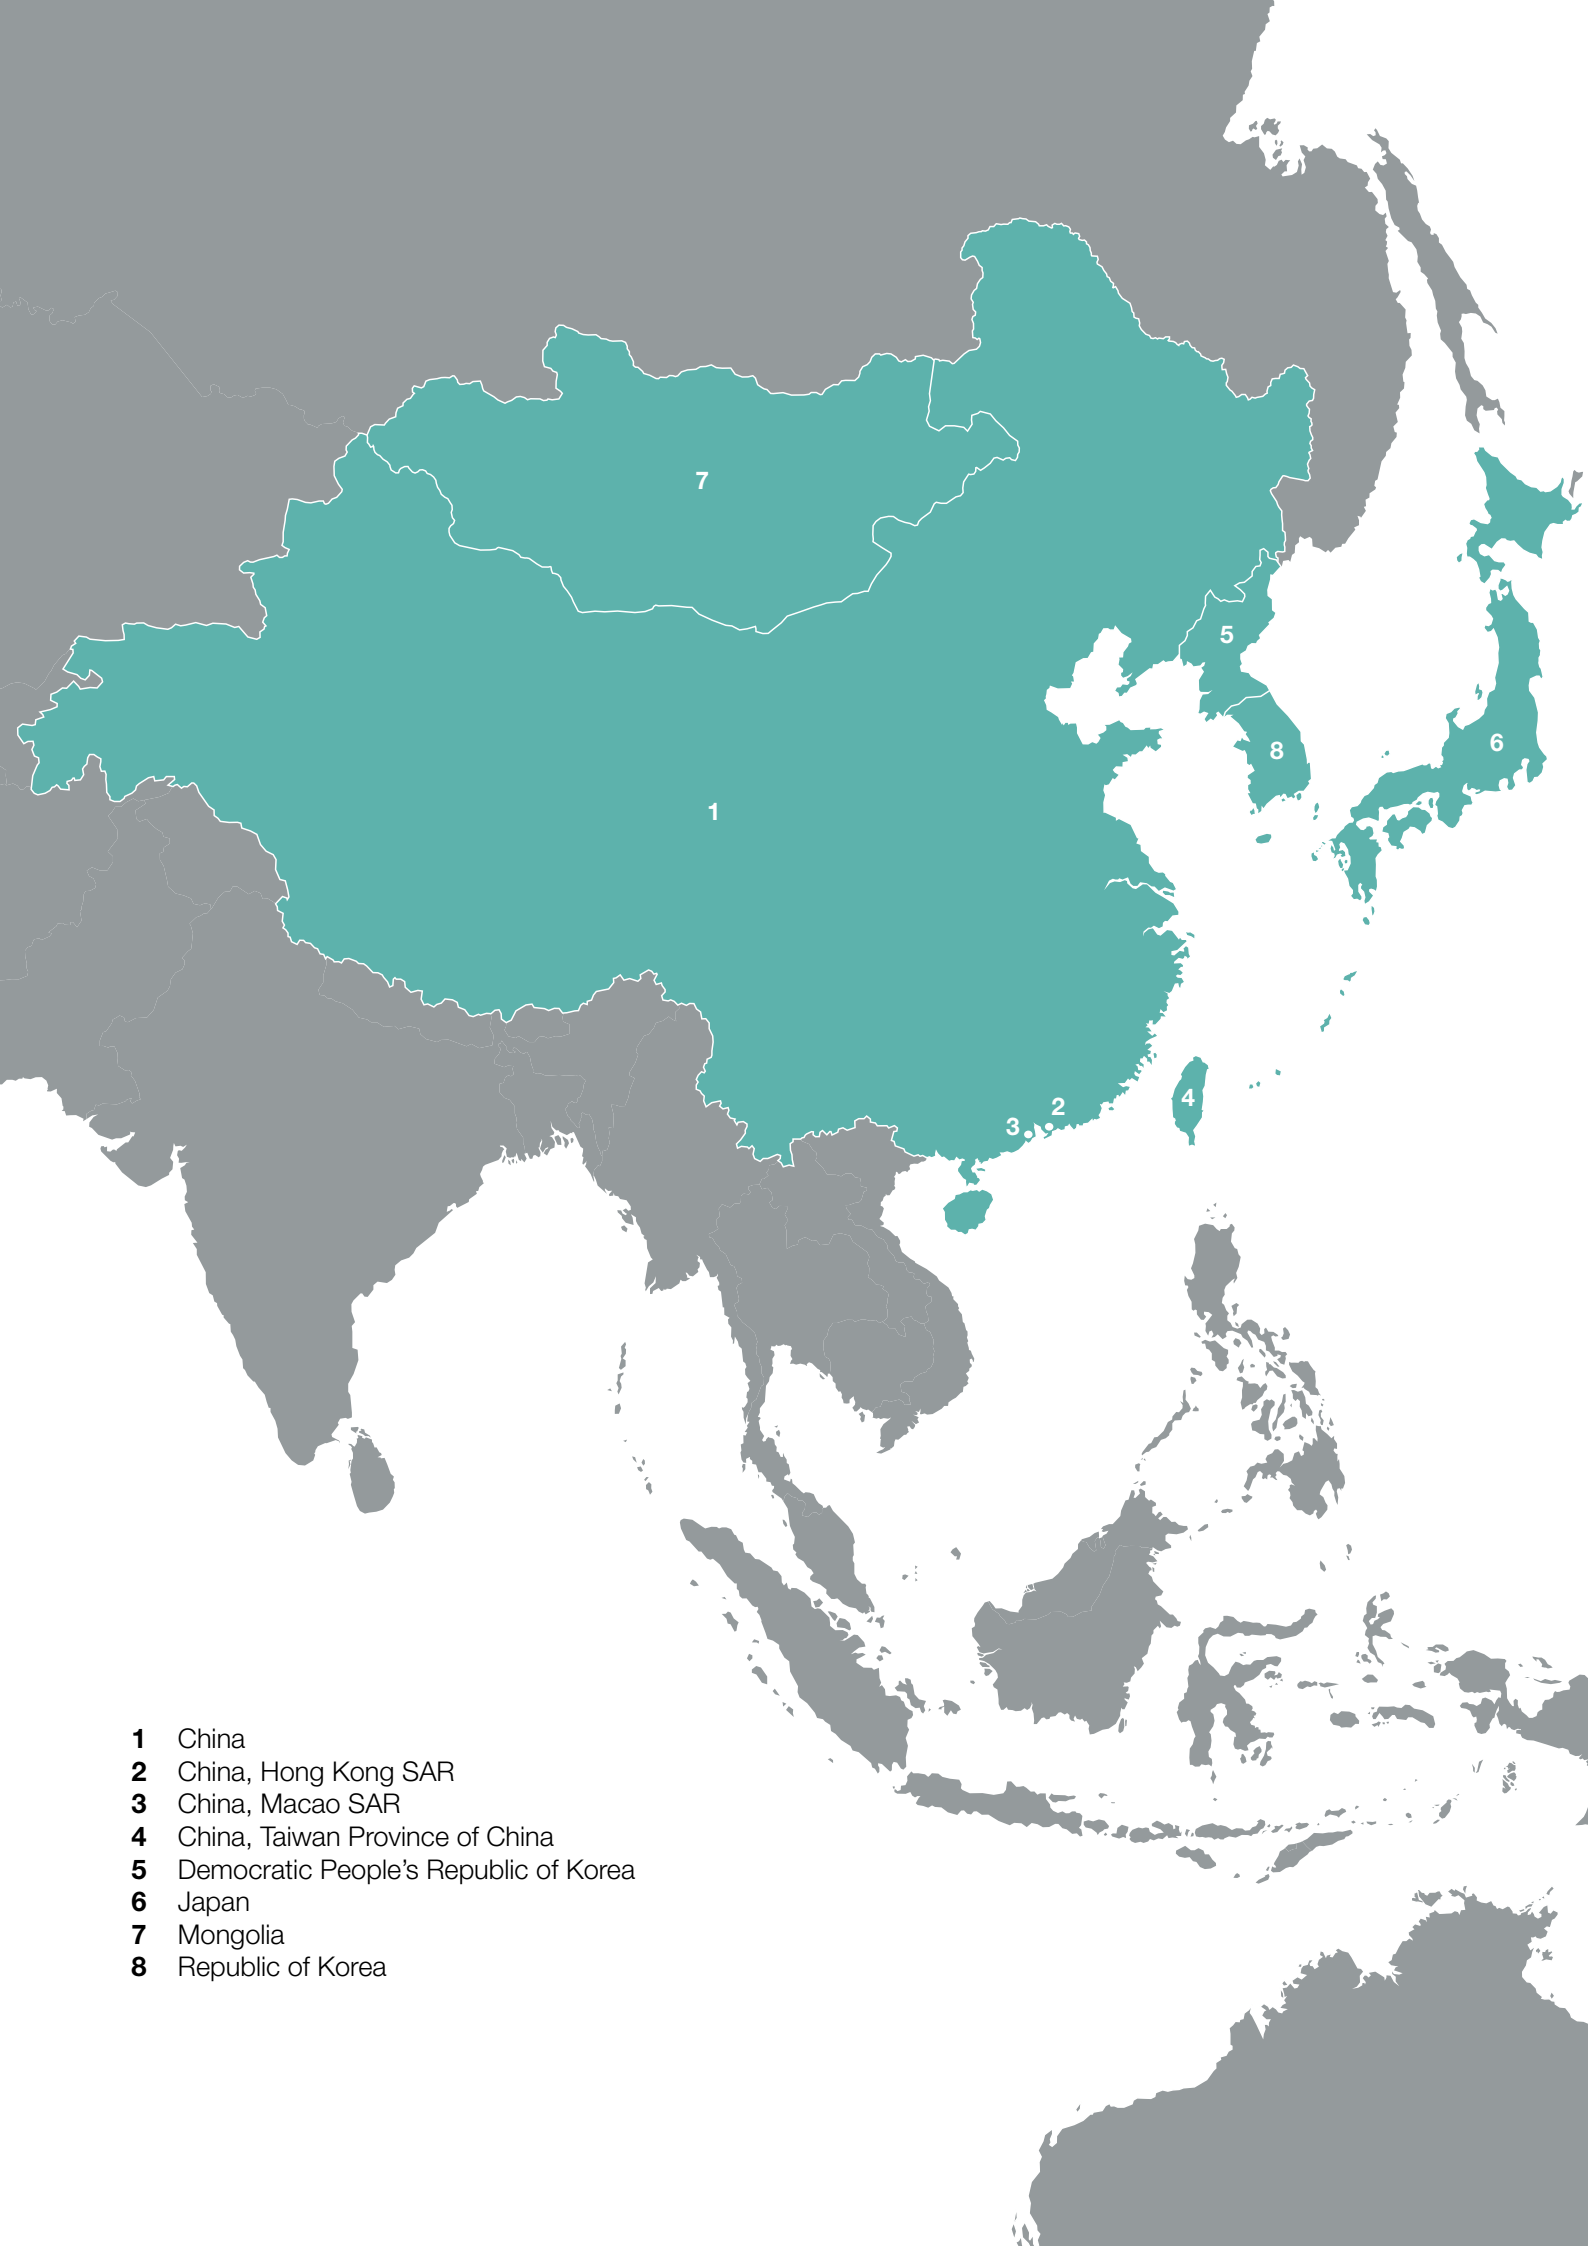 7
5
6
8
1
2
4
3
1 China
2 China, Hong Kong SAR
3 China, Macao SAR
4 China, Taiwan Province of China
5 Democratic People’s Republic of Korea
6 Japan
7 Mongolia
8 Republic of Korea